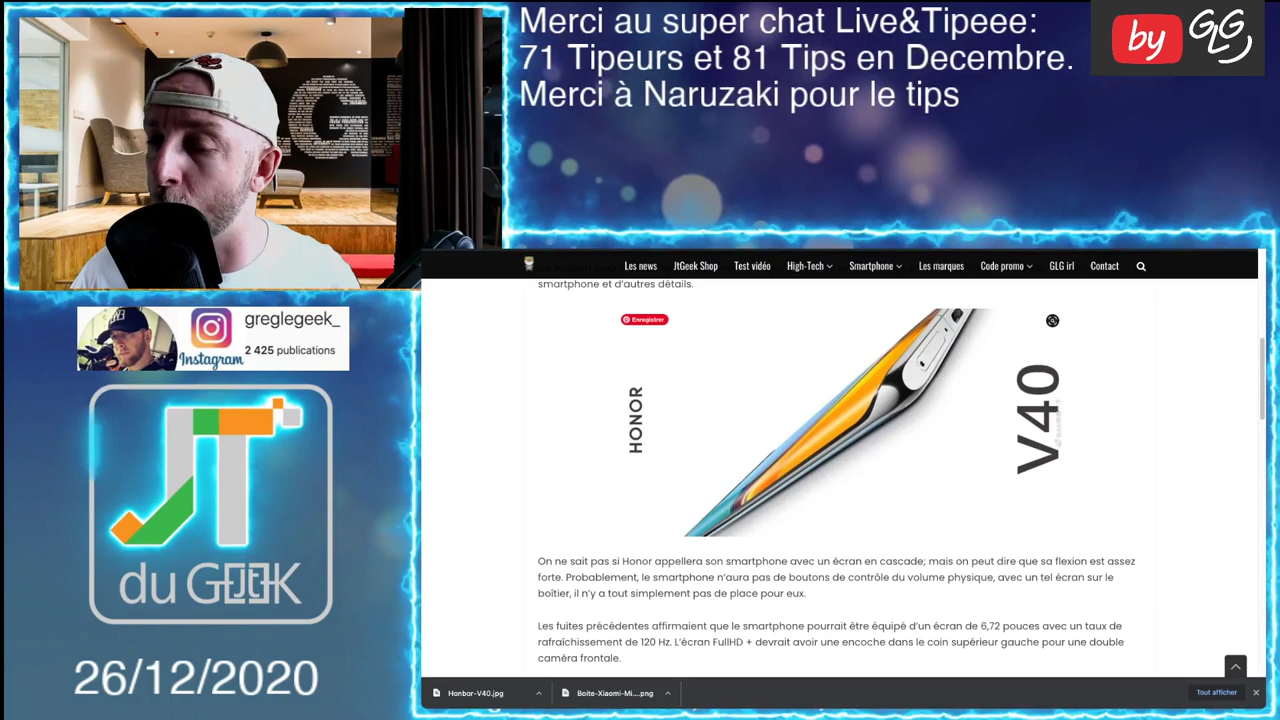 Merci au super chat Live&Tipeee:
71 Tipeurs et 81 Tips en Decembre.
Merci à Naruzaki pour le tips
by GLG
Les news JtGeek Shop Test vidéo High-Tech Smartphone Les marques Code promo GLG irl Contact
smartphone et d'autres détails.
Enregistrer
HONOR
V40
On ne sait pas si Honor appellera son smartphone avec un écran en cascade; mais on peut dire que sa flexion est assez
forte. Probablement, le smartphone n'aura pas de boutons de contrôle du volume physique, avec un tel écran sur le
boîtier, il n'y a tout simplement pas de place pour eux.
Les fuites précédentes affirmaient que le smartphone pourrait être équipé d'un écran de 6,72 pouces avec un taux de
rafraîchissement de 120 Hz. L'écran FullHD + devrait avoir une encoche dans le coin supérieur gauche pour une double
caméra frontale.
Honbor-V40.jpg
Boite-Xiaomi-Mi....png
Tout afficher
greglegeek_
Instagram
2 425 publications
JT
du GEEK
26/12/2020